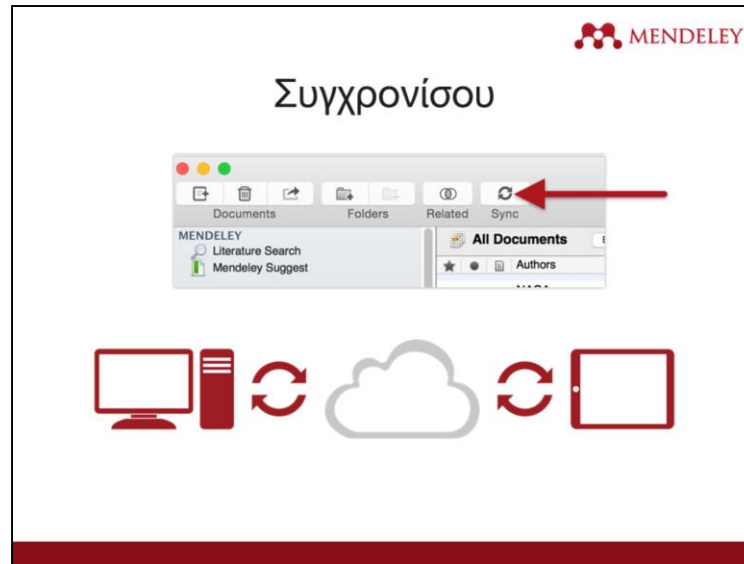 MENDELEY
Συγχρονίσου
Documents Folders Related Sync
MENDELEY
Literature Search
Mendeley Suggest
All Documents
Authors